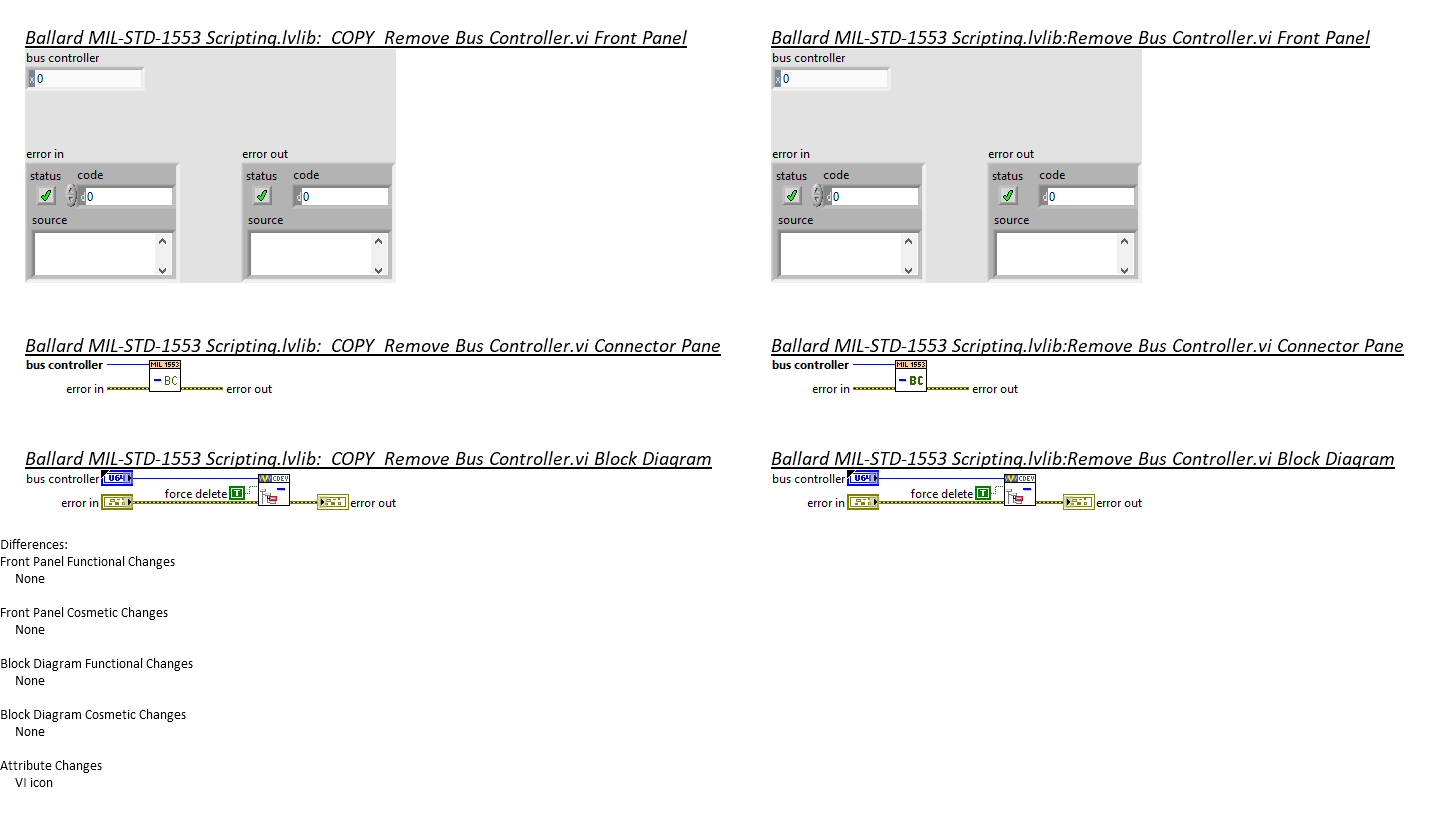 Ballard MIL-STD-1553 Scripting.lvlib:  COPY  Remove Bus Controller.vi Front Panel
bus controller
x 0
error in
error out
status code
status code
d 0
d 0
source
source
Ballard MIL-STD-1553 Scripting.lvlib:Remove Bus Controller.vi Front Panel
bus controller
x 0
error in
error out
status code
status code
d 0
d 0
source
source
Ballard MIL-STD-1553 Scripting.lvlib:  COPY  Remove Bus Controller.vi Connector Pane
bus controller
MIL 1553
BC
error in
error out
Ballard MIL-STD-1553 Scripting.lvlib:Remove Bus Controller.vi Connector Pane
bus controller
MIL 1553
BC
error in
error out
Ballard MIL-STD-1553 Scripting.lvlib:  COPY  Remove Bus Controller.vi Block Diagram
bus controller U64
CDEV
force delete T
error in
error out
Ballard MIL-STD-1553 Scripting.lvlib:Remove Bus Controller.vi Block Diagram
bus controller U64
CDEV
force delete T
error in
error out
Differences:
Front Panel Functional Changes
None
Front Panel Cosmetic Changes
None
Block Diagram Functional Changes
None
Block Diagram Cosmetic Changes
None
Attribute Changes
VI icon